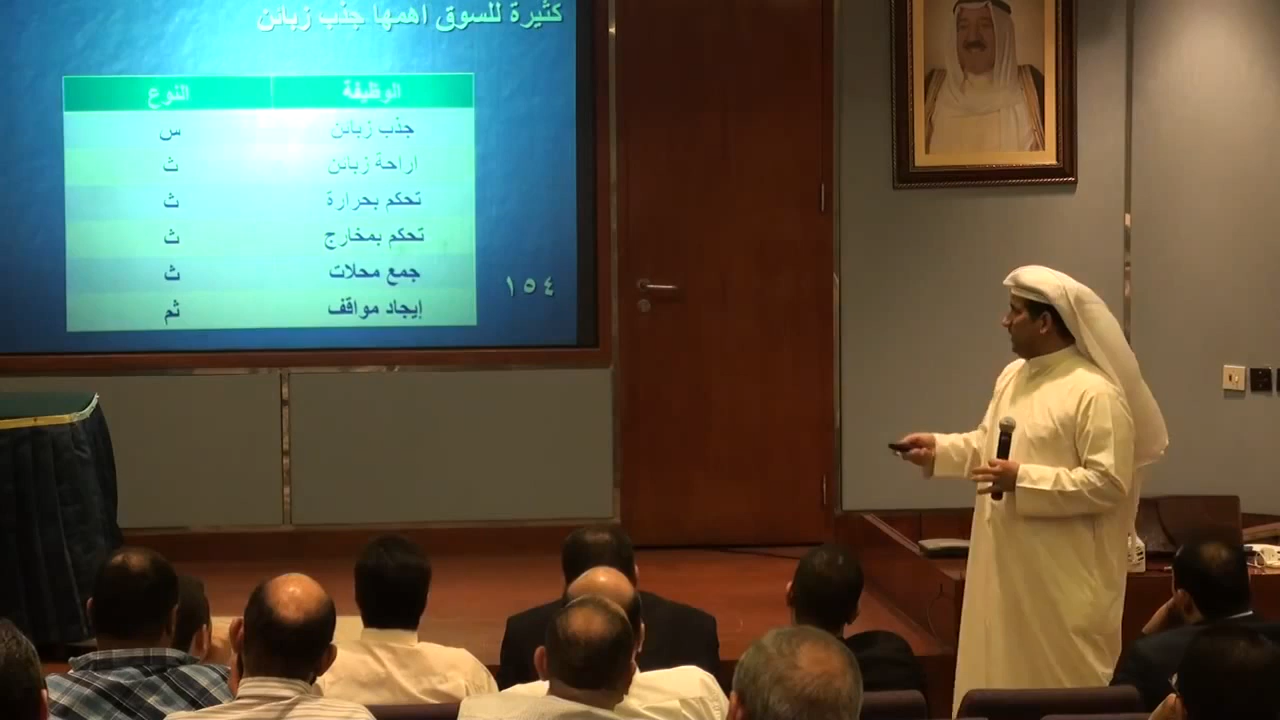 كثيرة للسوق اهمها جذب زبائن
الوظيفة النوع
جذب زبائن س
اراحة زبائن ث
تحكم بحرارة ث
تحكم بمخارج ث
جمع محلات ث
إيجاد مواقف ثم
١٥٤